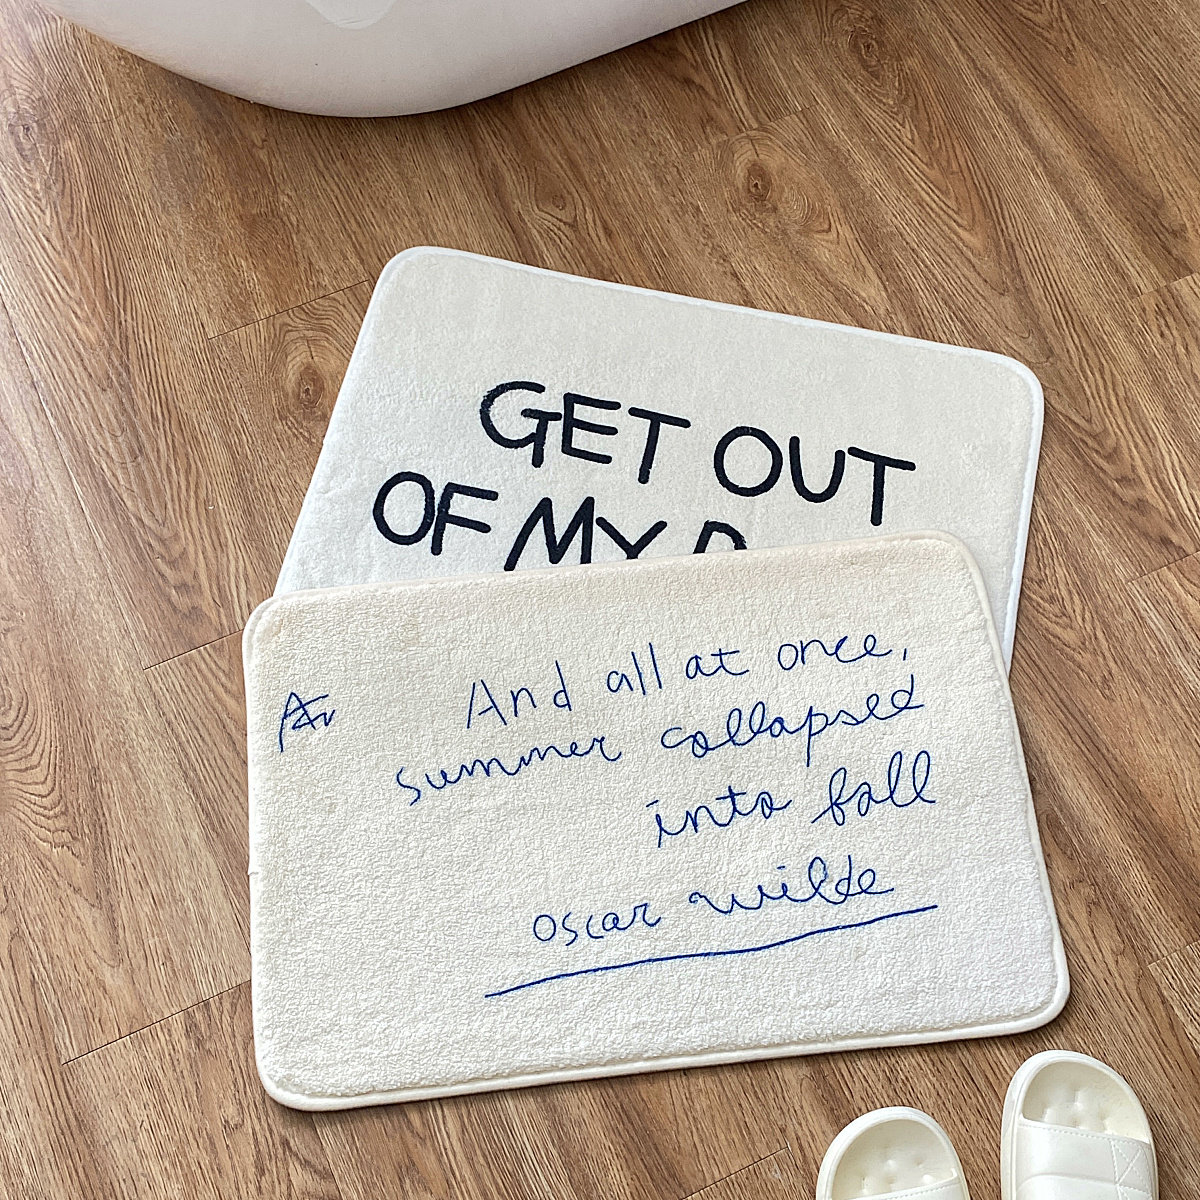 GET OUT
OF MY
And all at once,
summer collapsed
into fall
oscar wilde